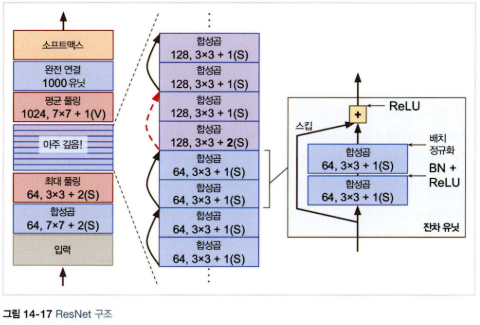 소프트맥스
완전 연결
1000 유닛
평균 풀링
1024, 7×7 + 1(V)
아주 깊음!
최대 풀링
64, 3×3 + 2(S)
합성곱
64, 7×7 + 2(S)
입력
합성곱
128, 3×3 + 1(S)
합성곱
128, 3×3 + 1(S)
합성곱
128, 3×3 + 1(S)
합성곱
128, 3×3 + 2(S)
합성곱
64, 3×3 + 1(S)
합성곱
64, 3×3 + 1(S)
합성곱
64, 3×3 + 1(S)
합성곱
64, 3×3 + 1(S)
ReLU
+
스킵
배치
정규화
합성곱
64, 3×3 + 1(S)
BN +
ReLU
합성곱
64, 3×3 + 1(S)
잔차 유닛
그림 14-17 ResNet 구조